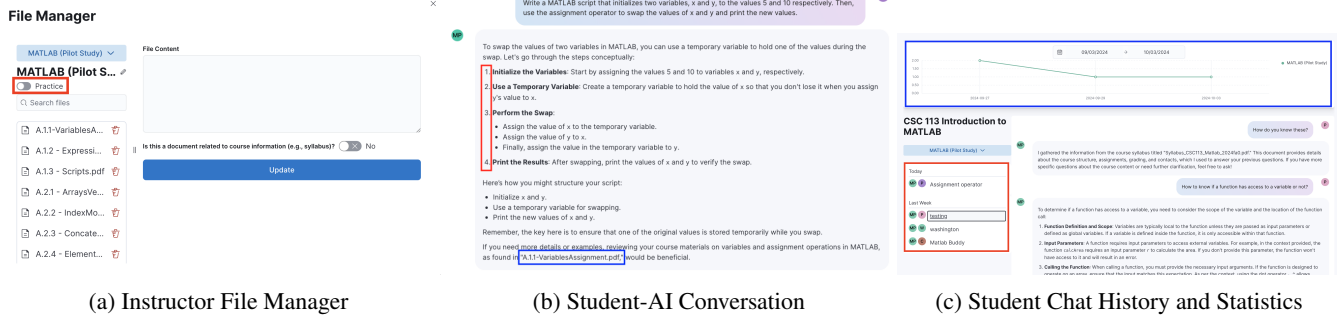 File Manager
×
MATLAB (Pilot Study)
MATLAB (Pilot S...
Practice
Search files
A.1.1-VariablesA...
A.1.2 - Expressi...
A.1.3 - Scripts.pdf
A.2.1 - ArraysVe...
A.2.2 - IndexMo...
A.2.3 - Concate...
A.2.4 - Element...
File Content
Is this a document related to course information (e.g., syllabus)? No
Update
(a) Instructor File Manager
Write a MATLAB script that initializes two variables, x and y, to the values 5 and 10 respectively. Then,
use the assignment operator to swap the values of x and y and print the new values.
MP
To swap the values of two variables in MATLAB, you can use a temporary variable to hold one of the values during the
swap. Let's go through the steps conceptually:
1. Initialize the Variables: Start by assigning the values 5 and 10 to variables x and y, respectively.
2. Use a Temporary Variable: Create a temporary variable to hold the value of x so that you don't lose it when you assign
y's value to x.
3. Perform the Swap:
• Assign the value of x to the temporary variable.
• Assign the value of y to x.
• Finally, assign the value in the temporary variable to y.
4. Print the Results: After swapping, print the values of x and y to verify the swap.
Here's how you might structure your script:
• Initialize x and y.
• Use a temporary variable for swapping.
• Print the new values of x and y.
Remember, the key here is to ensure that one of the original values is stored temporarily while you swap.
If you need more details or examples, reviewing your course materials on variables and assignment operations in MATLAB,
as found in "A.1.1-VariablesAssignment.pdf," would be beneficial.
(b) Student-AI Conversation
09/03/2024 → 10/03/2024
MATLAB (Pilot Study)
CSC 113 Introduction to
MATLAB
MATLAB (Pilot Study)
Today
MP P Assignment operator
Last Week
MP P testing
MP W washington
MP C Matlab Buddy
How do you know these?
P
MP
I gathered the information from the course syllabus titled "Syllabus_CSC113_Matlab_2024fa0.pdf." This document provides details
about the course structure, assignments, grading, and contacts, which I used to answer your previous questions. If you have more
specific questions about the course content or need further clarification, feel free to ask!
How to know if a function has access to a variable or not?
P
MP
To determine if a function has access to a variable, you need to consider the scope of the variable and the location of the function
call:
1. Function Definition and Scope: Variables are typically local to the function unless they are passed as input parameters or
defined as global variables. If a variable is defined inside the function, it is only accessible within that function.
2. Input Parameters: A function requires input parameters to access external variables. For example, in the context provided, the
function requires an input parameter r to calculate the area. If you don't provide this parameter, the function won't
have access to it and will result in an error.
3. Calling the Function: When calling a function, you must provide the necessary input arguments. If the function is designed to
(c) Student Chat History and Statistics